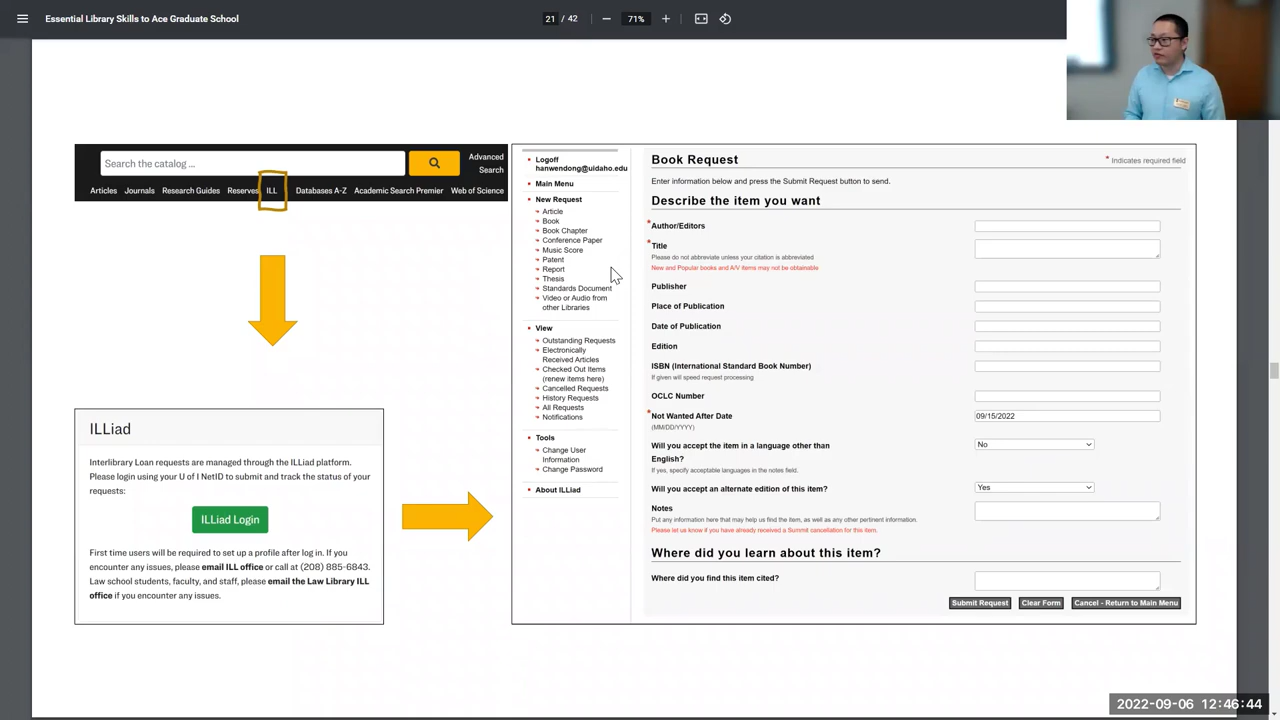 Essential Library Skills to Ace Graduate School
21 / 42
71%
Search the catalog ...
Advanced
Search
Articles Journals Research Guides Reserves ILL Databases A-Z Academic Search Premier Web of Science
ILLiad
Interlibrary Loan requests are managed through the ILLiad platform.
Please login using your U of I NetID to submit and track the status of your
requests:
ILLiad Login
First time users will be required to set up a profile after log in. If you
encounter any issues, please email ILL office or call at (208) 885-6843.
Law school students, faculty, and staff, please email the Law Library ILL
office if you encounter any issues.
Logoff
hanwendong@uidaho.edu
Main Menu
New Request
Article
Book
Book Chapter
Conference Paper
Music Score
Patent
Report
Thesis
Standards Document
Video or Audio from
other Libraries
View
Outstanding Requests
Electronically
Received Articles
Checked Out Items
(renew items here)
Cancelled Requests
History Requests
All Requests
Notifications
Tools
Change User
Information
Change Password
About ILLiad
Book Request
* Indicates required field
Enter information below and press the Submit Request button to send.
Describe the item you want
* Author/Editors
* Title
Please do not abbreviate unless your citation is abbreviated
New and Popular books and A/V items may not be obtainable
Publisher
Place of Publication
Date of Publication
Edition
ISBN (International Standard Book Number)
If given will speed request processing
OCLC Number
* Not Wanted After Date 09/15/2022
(MM/DD/YYYY)
Will you accept the item in a language other than No
English?
If yes, specify acceptable languages in the notes field.
Will you accept an alternate edition of this item? Yes
Notes
Put any information here that may help us find the item, as well as any other pertinent information.
Please let us know if you have already received a Summit cancellation for this item.
Where did you learn about this item?
Where did you find this item cited?
Submit Request Clear Form Cancel - Return to Main Menu
2022-09-06 12:46:44